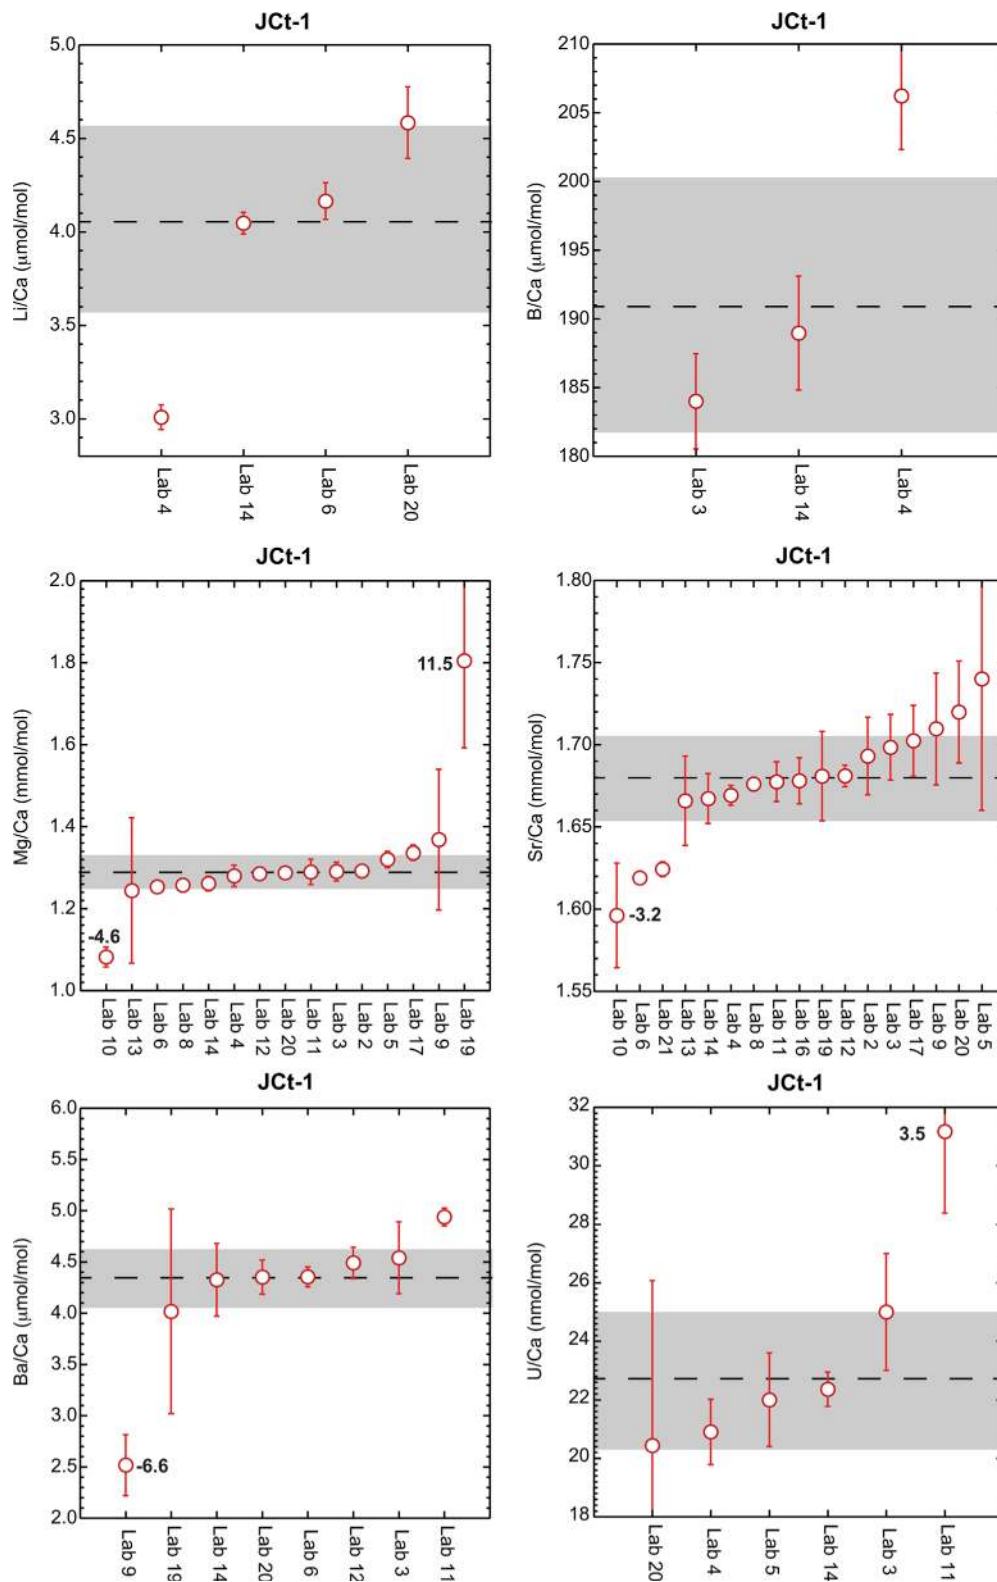 JCt-1
5.0
4.5
4.0
3.5
3.0
Li/Ca (μmol/mol)
Lab 4
Lab 14
Lab 6
Lab 20
JCt-1
210
205
200
195
190
185
180
B/Ca (μmol/mol)
Lab 3
Lab 14
Lab 4
JCt-1
2.0
1.8
1.6
1.4
1.2
1.0
Mg/Ca (mmol/mol)
-4.6
11.5
Lab 10
Lab 13
Lab 6
Lab 8
Lab 14
Lab 4
Lab 12
Lab 20
Lab 11
Lab 3
Lab 2
Lab 5
Lab 17
Lab 9
Lab 19
JCt-1
1.80
1.75
1.70
1.65
1.60
1.55
Sr/Ca (mmol/mol)
-3.2
Lab 10
Lab 6
Lab 21
Lab 13
Lab 14
Lab 4
Lab 8
Lab 11
Lab 16
Lab 19
Lab 12
Lab 2
Lab 3
Lab 17
Lab 9
Lab 20
Lab 5
JCt-1
6.0
5.5
5.0
4.5
4.0
3.5
3.0
2.5
2.0
Ba/Ca (μmol/mol)
-6.6
Lab 9
Lab 19
Lab 14
Lab 20
Lab 6
Lab 12
Lab 3
Lab 11
JCt-1
32
30
28
26
24
22
20
18
U/Ca (nmol/mol)
3.5
Lab 20
Lab 4
Lab 5
Lab 14
Lab 3
Lab 11